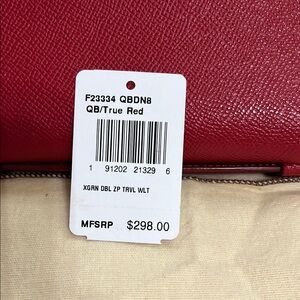 F23334 QBDN8
QB/True Red
1 91202 21329 6
XGRN DBL ZP TRVL WLT
MFSRP $298.00